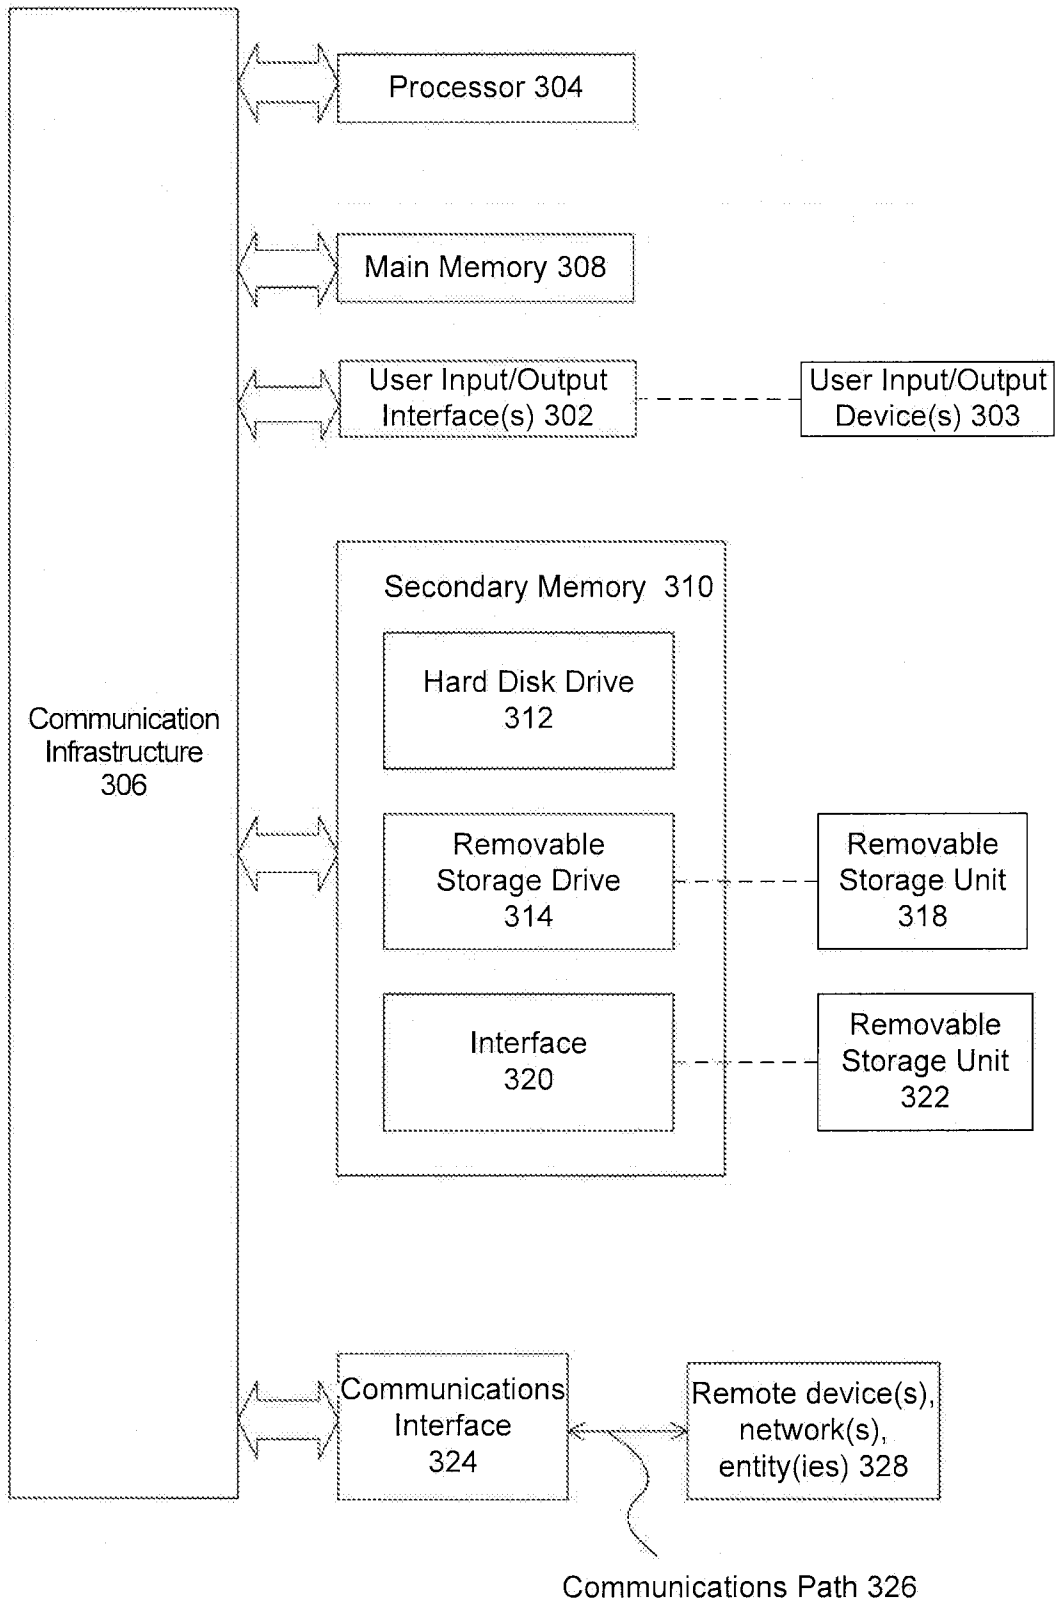 Processor 304
Main Memory 308
User Input/Output
Interface(s) 302
User Input/Output
Device(s) 303
Secondary Memory 310
Hard Disk Drive
312
Communication
Infrastructure
306
Removable
Storage Drive
314
Removable
Storage Unit
318
Interface
320
Removable
Storage Unit
322
Communications
Interface
324
Remote device(s),
network(s),
entity(ies) 328
Communications Path 326